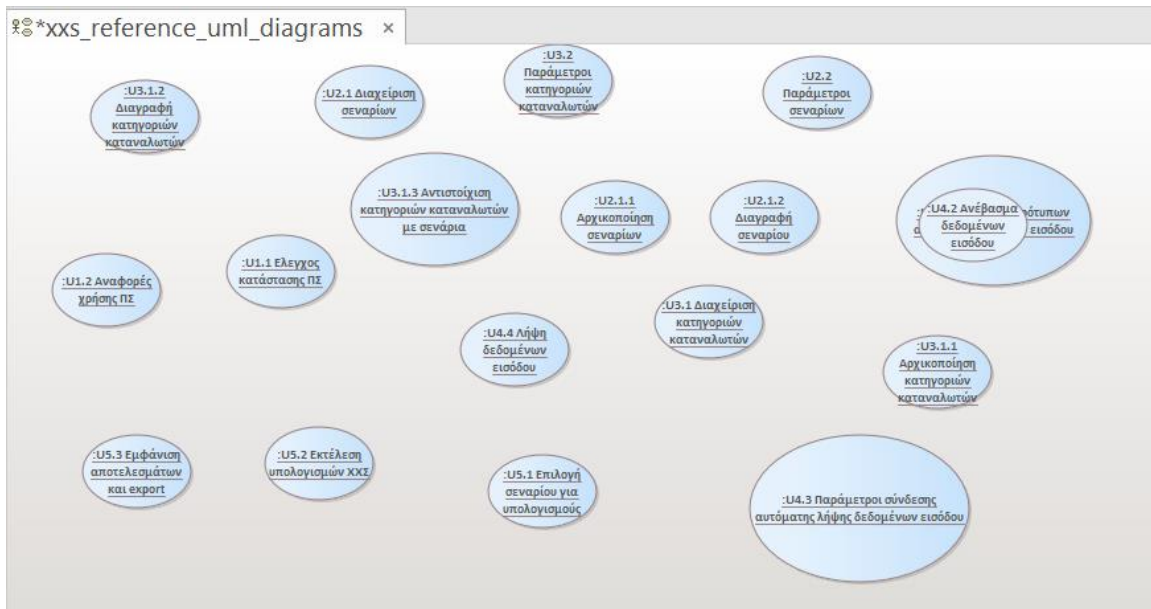 *xxs_reference_uml_diagrams ×
:U3.1.2
Διαγραφή
κατηγοριών
καταναλωτών
:U2.1 Διαχείριση
σεναρίων
:U3.2
Παράμετροι
κατηγοριών
καταναλωτών
:U2.2
Παράμετροι
σεναρίων
:U3.1.3 Αντιστοίχιση
κατηγοριών καταναλωτών
με σενάρια
:U2.1.1
Αρχικοποίηση
σεναρίων
:U2.1.2
Διαγραφή
σεναρίου
:U4.2 Ανέβασμα
δεδομένων εισόδου
εισόδου
:U1.2 Αναφορές
χρήσης ΠΣ
:U1.1 Ελεγχος
κατάστασης ΠΣ
:U4.4 Λήψη
δεδομένων
εισόδου
:U3.1 Διαχείριση
κατηγοριών
καταναλωτών
:U3.1.1
Αρχικοποίηση
κατηγοριών
καταναλωτών
:U5.3 Εμφάνιση
αποτελεσμάτων
και export
:U5.2 Εκτέλεση
υπολογισμών ΧΧΣ
:U5.1 Επιλογή
σεναρίου για
υπολογισμούς
:U4.3 Παράμετροι σύνδεσης
αυτόματης λήψης δεδομένων εισόδου